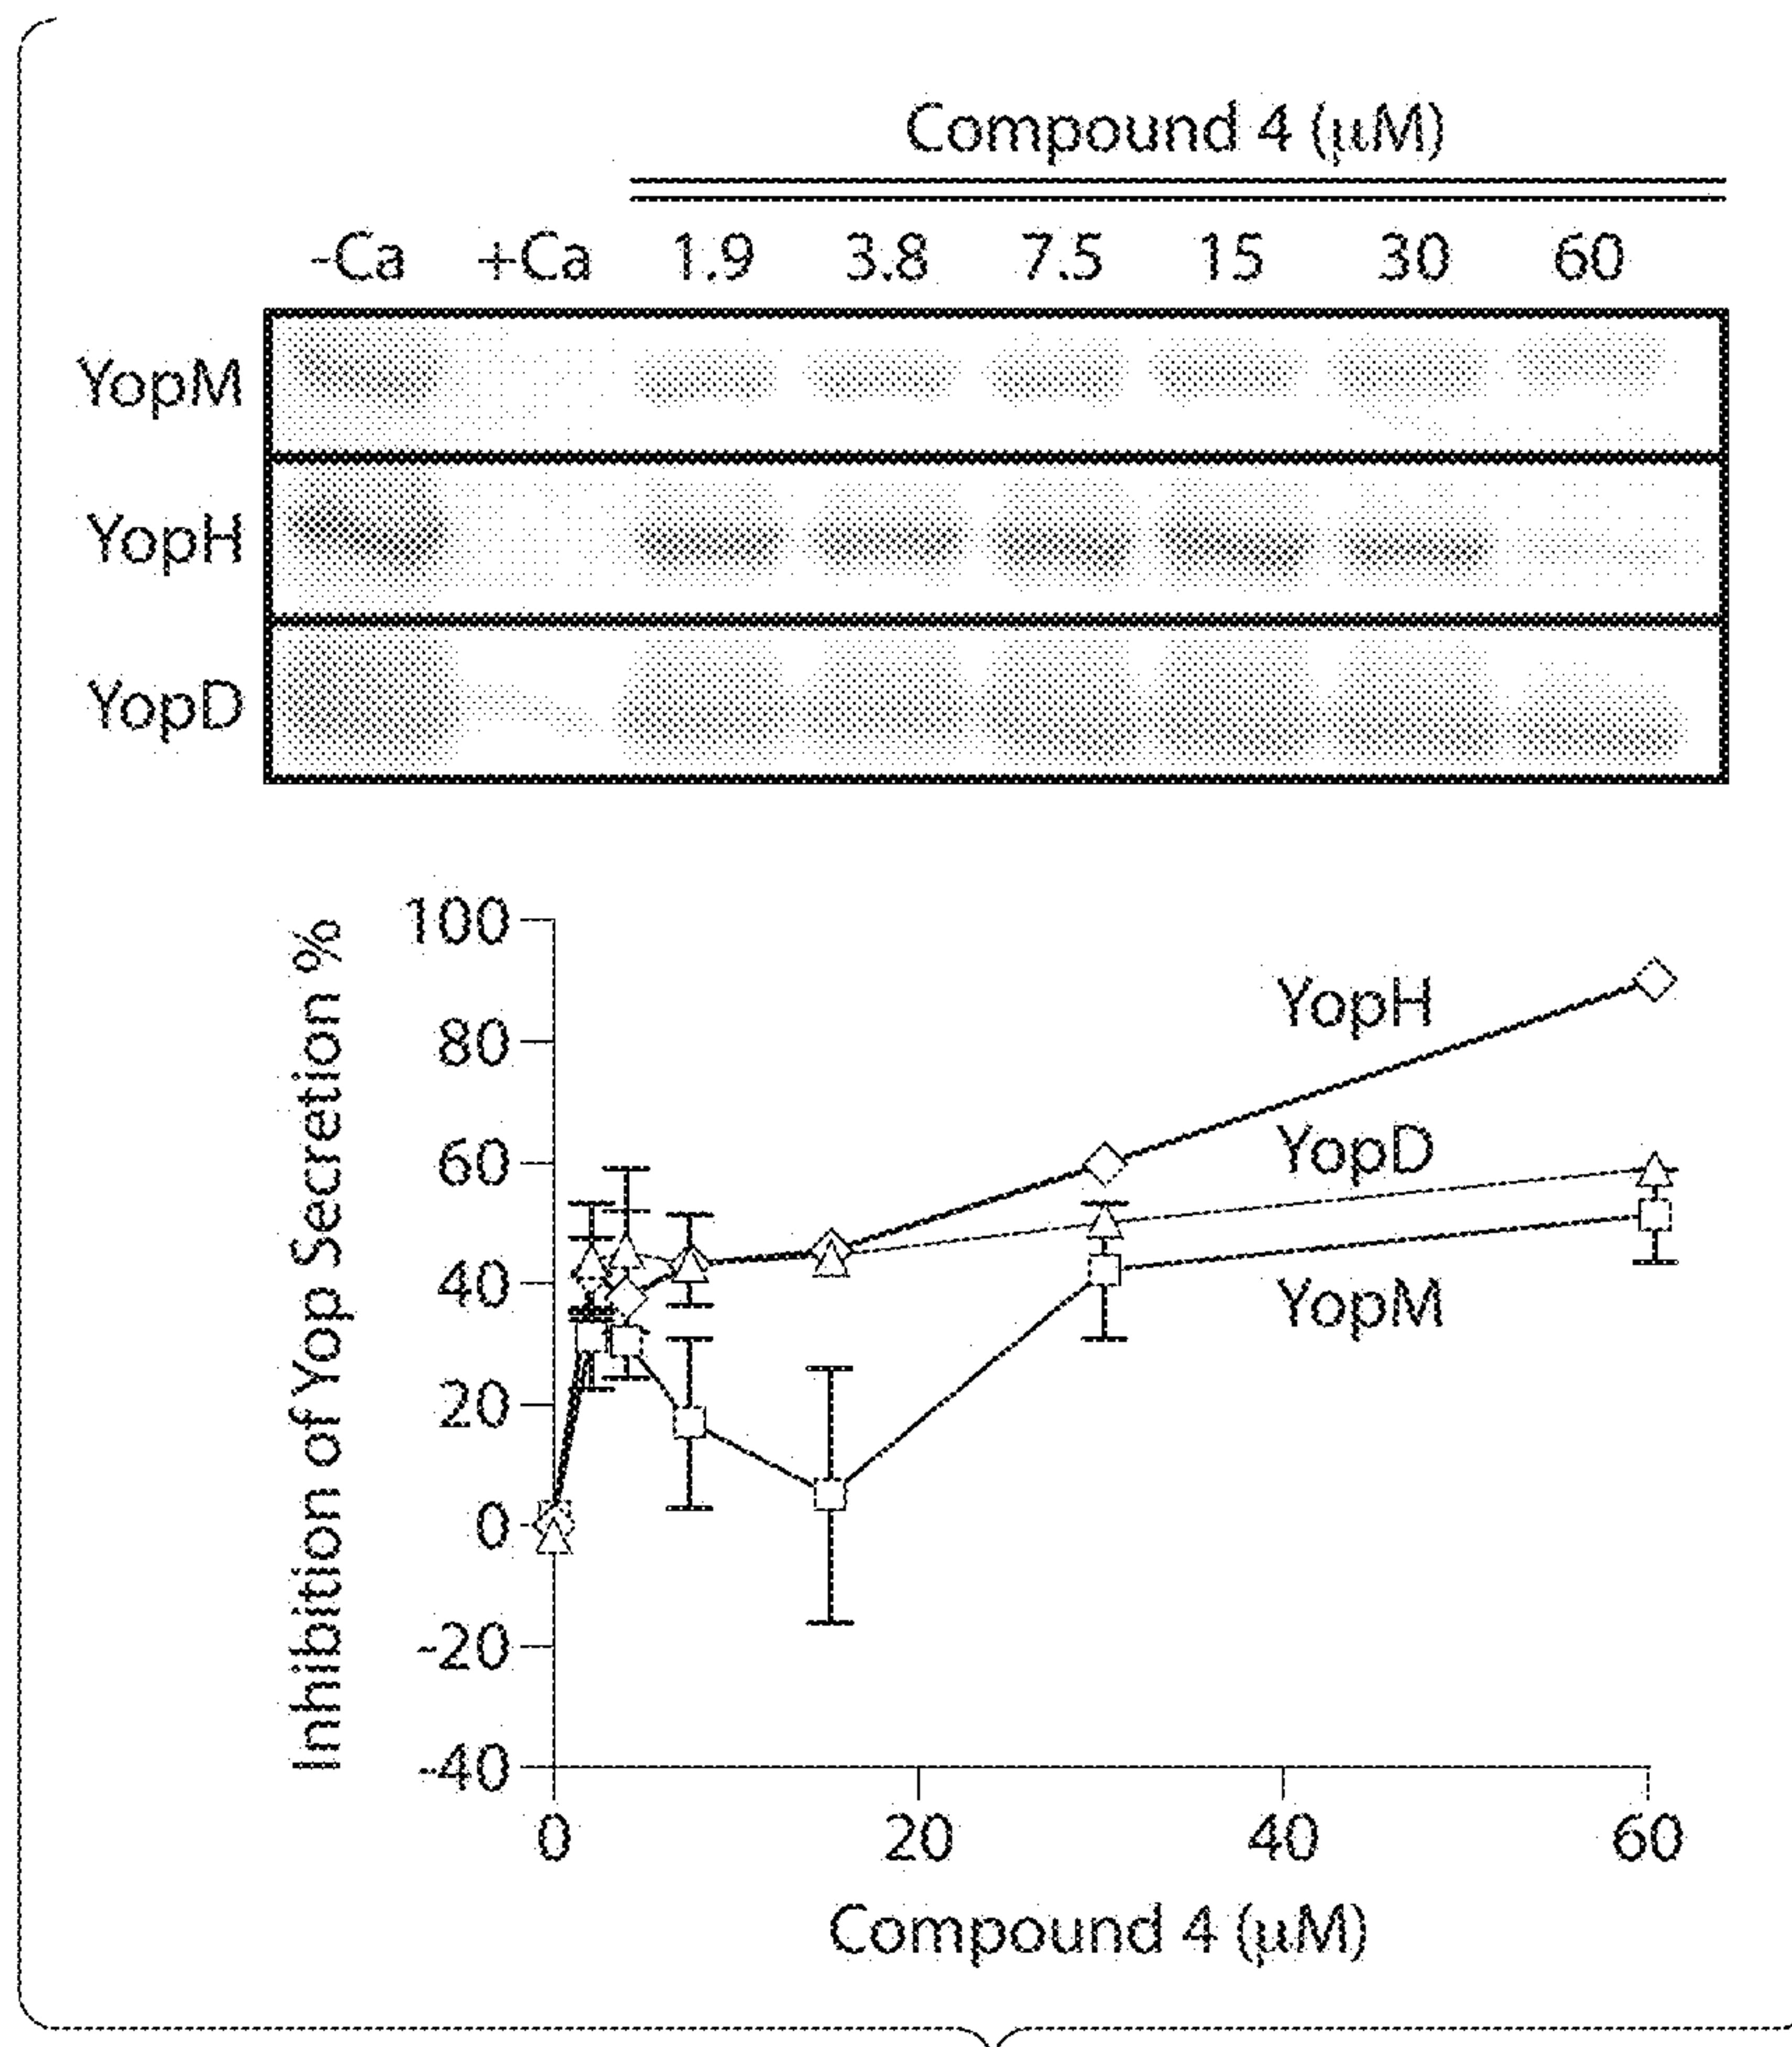 Compound 4 (μM)
-Ca +Ca 1.9 3.8 7.5 15 30 60
YopM
YopH
YopD
Inhibition of Yop Secretion %
100
80
60
40
20
0
-20
-40
YopH
YopD
YopM
0 20 40 60
Compound 4 (μM)